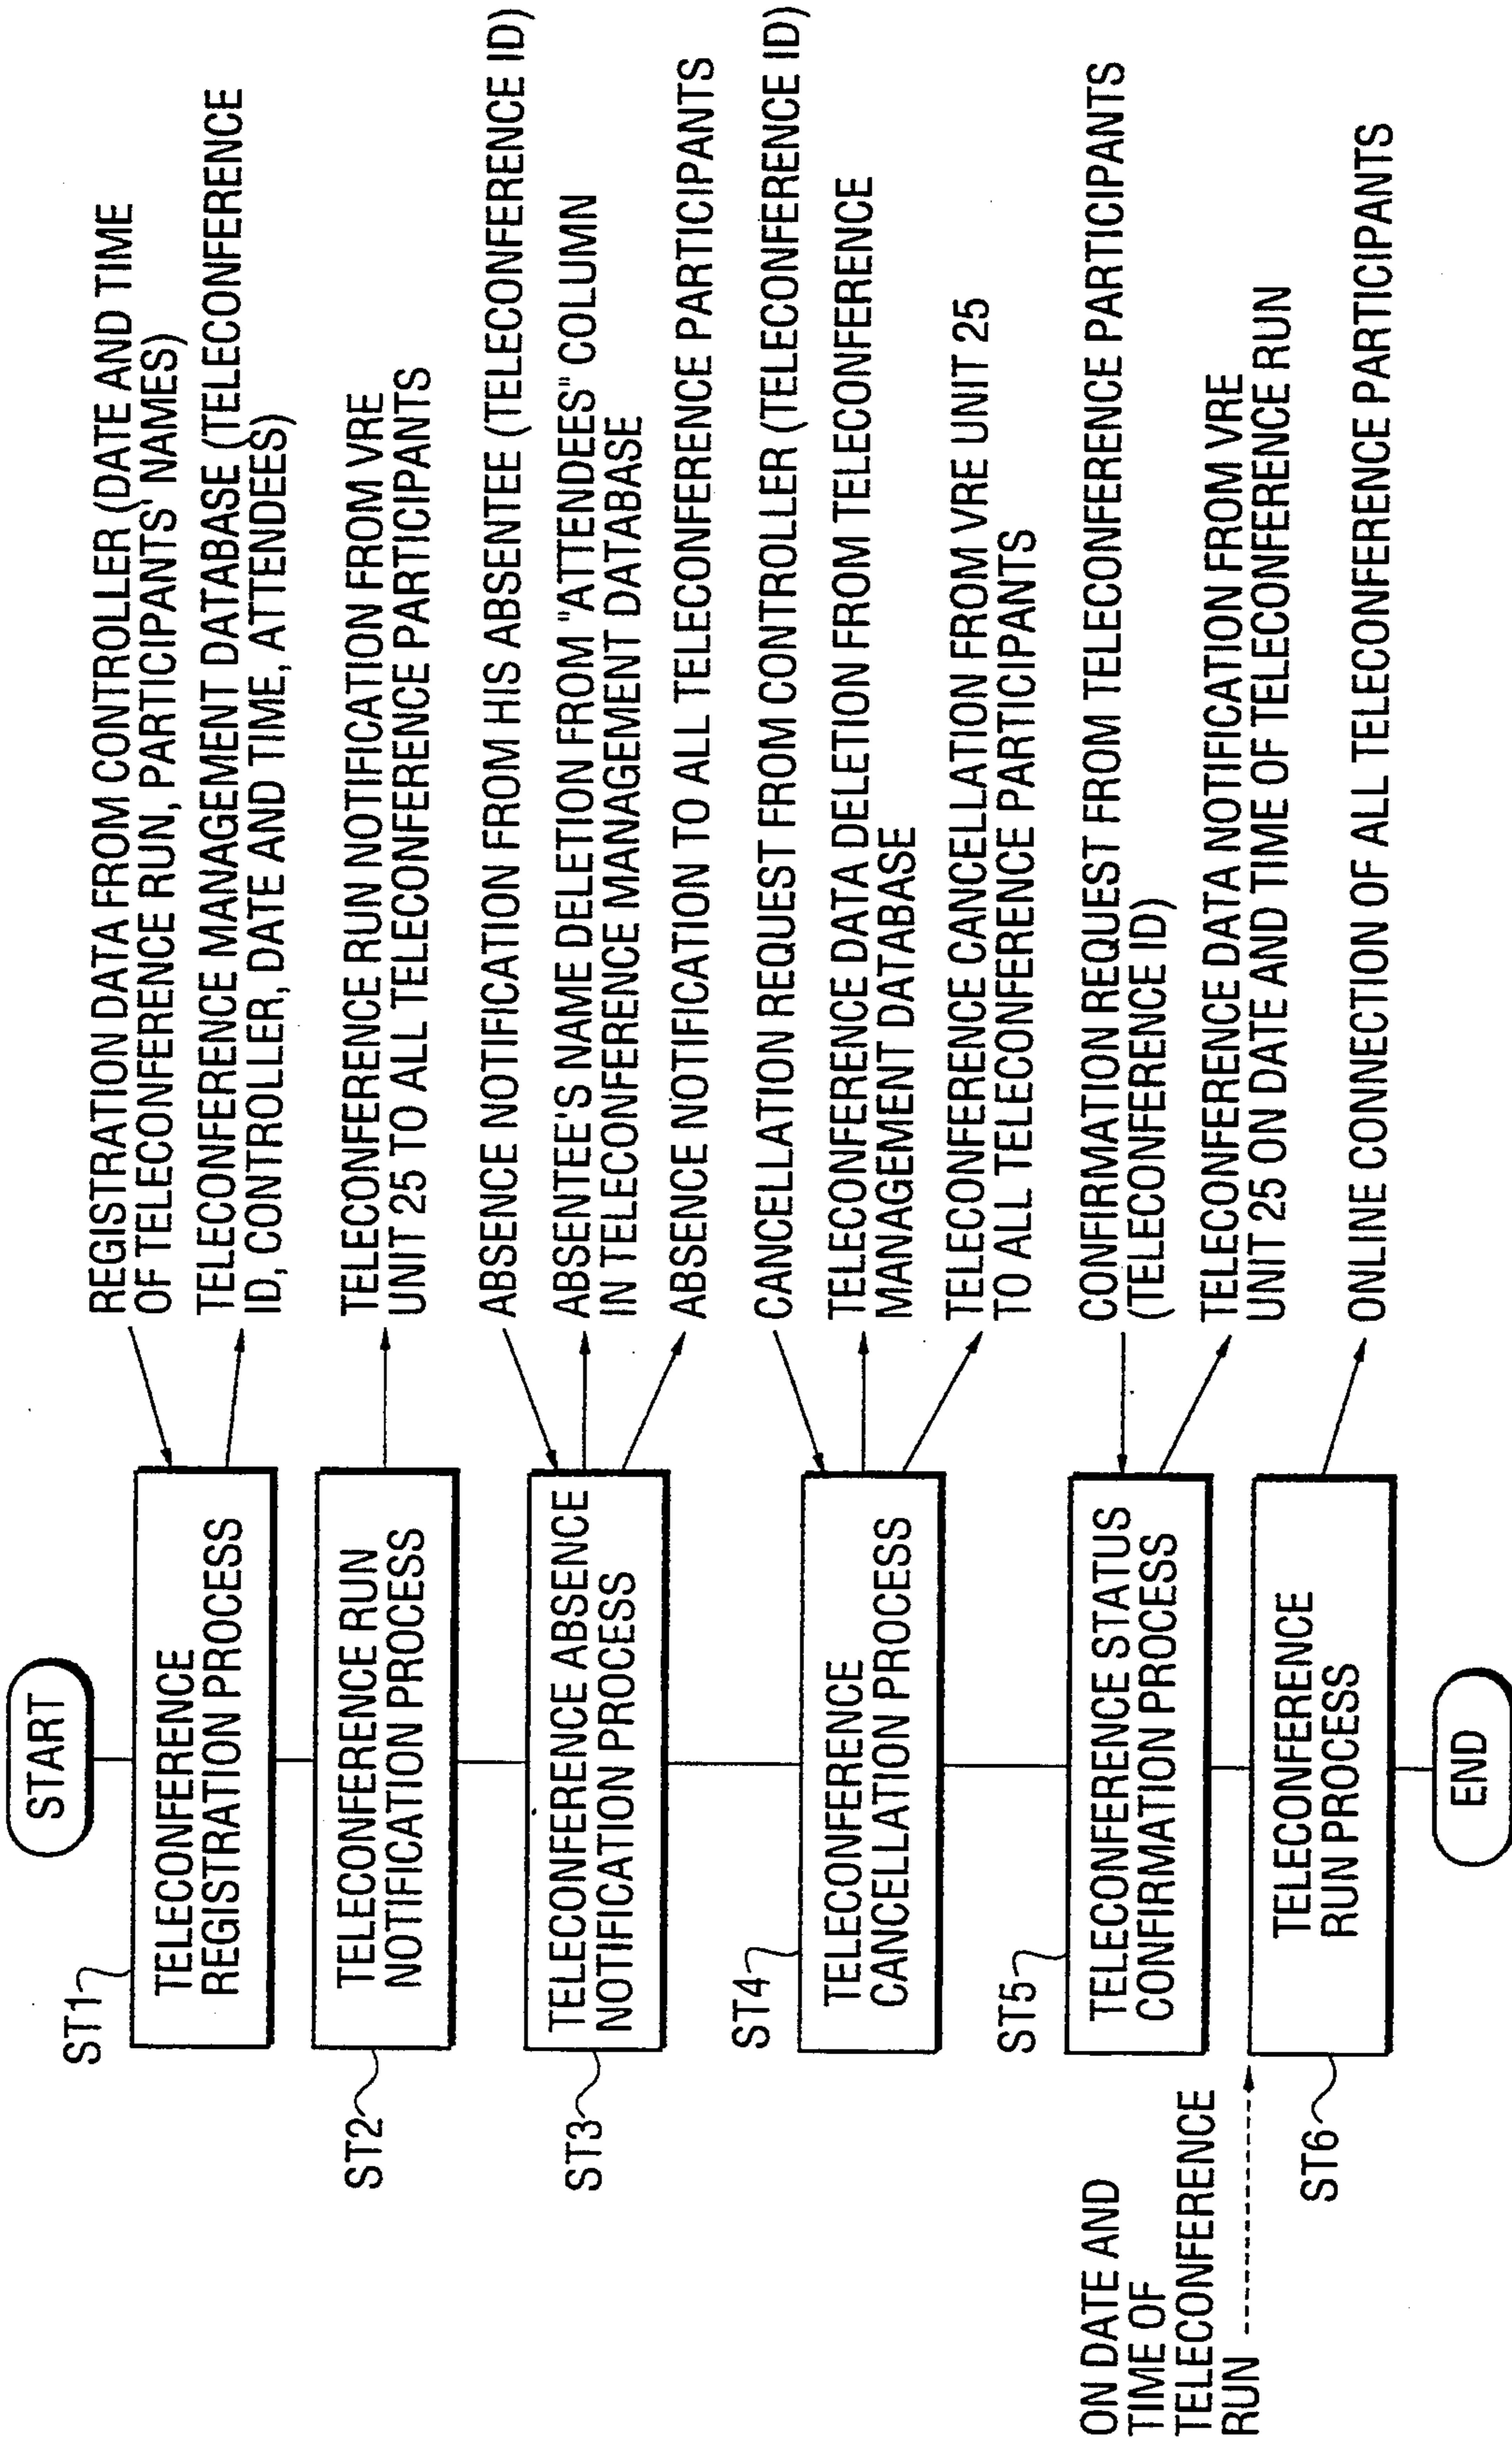 START
ST1
TELECONFERENCE
REGISTRATION PROCESS
REGISTRATION DATA FROM CONTROLLER (DATE AND TIME
OF TELECONFERENCE RUN, PARTICIPANTS' NAMES)
TELECONFERENCE MANAGEMENT DATABASE (TELECONFERENCE
ID, CONTROLLER, DATE AND TIME, ATTENDEES)
ST2
TELECONFERENCE RUN
NOTIFICATION PROCESS
TELECONFERENCE RUN NOTIFICATION FROM VRE
UNIT 25 TO ALL TELECONFERENCE PARTICIPANTS
ST3
TELECONFERENCE ABSENCE
NOTIFICATION PROCESS
ABSENCE NOTIFICATION FROM HIS ABSENTEE (TELECONFERENCE ID)
ABSENTEE'S NAME DELETION FROM "ATTENDEES" COLUMN
IN TELECONFERENCE MANAGEMENT DATABASE
ABSENCE NOTIFICATION TO ALL TELECONFERENCE PARTICIPANTS
ST4
TELECONFERENCE
CANCELLATION PROCESS
CANCELLATION REQUEST FROM CONTROLLER (TELECONFERENCE ID)
TELECONFERENCE DATA DELETION FROM TELECONFERENCE
MANAGEMENT DATABASE
TELECONFERENCE CANCELLATION FROM VRE UNIT 25
TO ALL TELECONFERENCE PARTICIPANTS
ST5
TELECONFERENCE STATUS
CONFIRMATION PROCESS
CONFIRMATION REQUEST FROM TELECONFERENCE PARTICIPANTS
(TELECONFERENCE ID)
TELECONFERENCE DATA NOTIFICATION FROM VRE
UNIT 25 ON DATE AND TIME OF TELECONFERENCE RUN
ON DATE AND
TIME OF
TELECONFERENCE
RUN
ST6
TELECONFERENCE
RUN PROCESS
ONLINE CONNECTION OF ALL TELECONFERENCE PARTICIPANTS
END